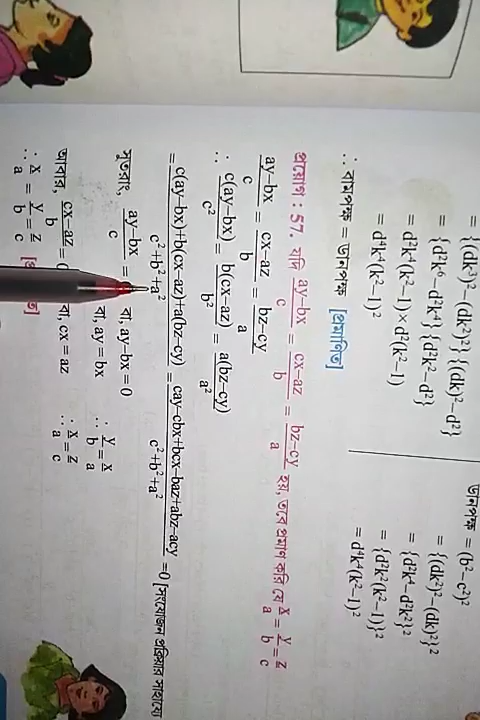 = {(dk³)²–(dk²)²} {(dk)²–d²}
= {d²k⁶–d²k⁴} {d²k²–d²}
= d²k⁴(k²–1)×d²(k²–1)
= d⁴k⁴(k²–1)²
ডানপক্ষ = (b²–c²)²
= {(dk²)²–(dk)²}²
= {d²k⁴–d²k²}²
= {d²k²(k²–1)}²
= d⁴k⁴(k²–1)²
∴ বামপক্ষ = ডানপক্ষ [প্রমাণিত]
প্রয়োগ : 57. যদি (ay–bx)/c = (cx–az)/b = (bz–cy)/a হয়, তবে প্রমাণ করি যে x/a = y/b = z/c
(ay–bx)/c = (cx–az)/b = (bz–cy)/a
∴ c(ay–bx)/c² = b(cx–az)/b² = a(bz–cy)/a²
= (c(ay–bx)+b(cx–az)+a(bz–cy))/(c²+b²+a²) = (cay–cbx+bcx–baz+abz–acy)/(c²+b²+a²) =0 [সংযোজন প্রক্রিয়ার সাহায্যে
সুতরাং, (ay–bx)/c = বা, ay–bx=0
বা, ay = bx ∴ y/b = x/a
আবার, (cx–az)/b = 0 বা, cx = az ∴ x/a = z/c
∴ x/a = y/b = z/c